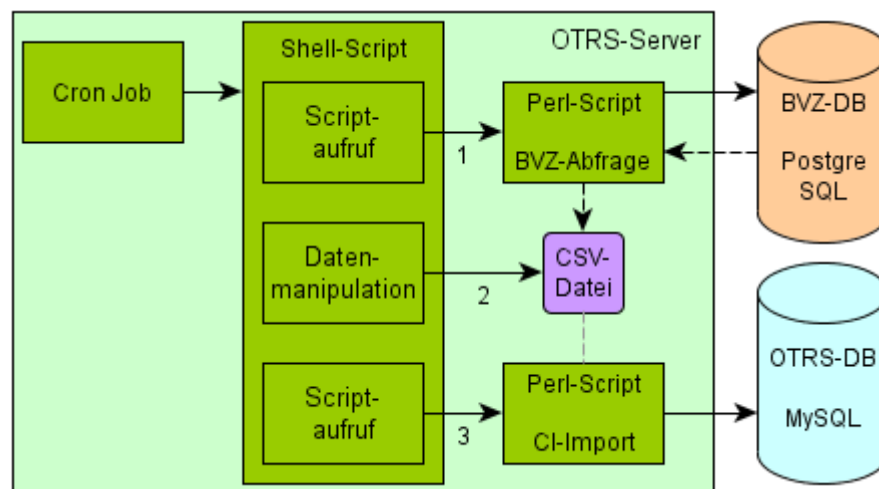 Shell-Script
OTRS-Server
Cron Job
Script-
aufruf
1
Perl-Script
BVZ-Abfrage
BVZ-DB
Postgre
SQL
Daten-
manipulation
2
CSV-
Datei
Script-
aufruf
3
Perl-Script
CI-Import
OTRS-DB
MySQL